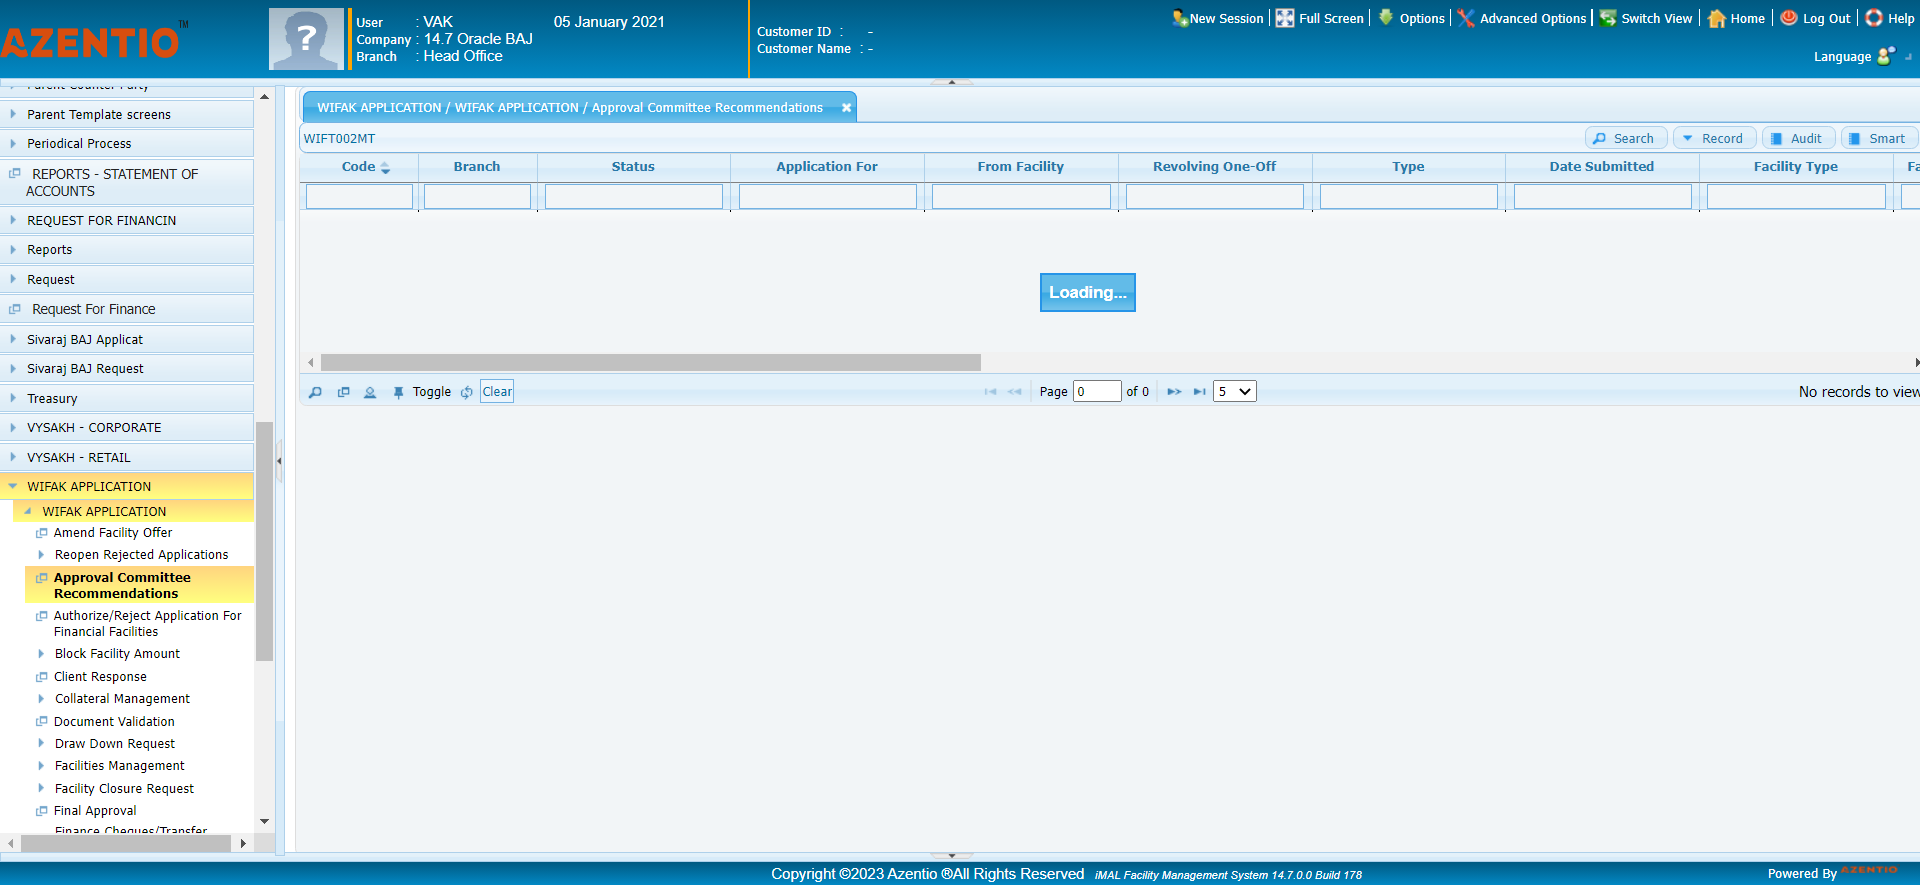 AZENTIO™
User : VAK 05 January 2021
Company : 14.7 Oracle BAJ
Branch : Head Office
Customer ID : -
Customer Name : -
New Session Full Screen Options Advanced Options Switch View Home Log Out Help
Language
Parent Counter Party
Parent Template screens
Periodical Process
REPORTS - STATEMENT OF
ACCOUNTS
REQUEST FOR FINANCIN
Reports
Request
Request For Finance
Sivaraj BAJ Applicat
Sivaraj BAJ Request
Treasury
VYSAKH - CORPORATE
VYSAKH - RETAIL
WIFAK APPLICATION
WIFAK APPLICATION
Amend Facility Offer
Reopen Rejected Applications
Approval Committee
Recommendations
Authorize/Reject Application For
Financial Facilities
Block Facility Amount
Client Response
Collateral Management
Document Validation
Draw Down Request
Facilities Management
Facility Closure Request
Final Approval
Finance Cheques/Transfer
WIFAK APPLICATION / WIFAK APPLICATION / Approval Committee Recommendations
WIFT002MT
Search Record Audit Smart
Code Branch Status Application For From Facility Revolving One-Off Type Date Submitted Facility Type Fa
Loading...
Toggle Clear Page 0 of 0 5 No records to view
Copyright ©2023 Azentio ®All Rights Reserved iMAL Facility Management System 14.7.0.0 Build 178
Powered By AZENTIO